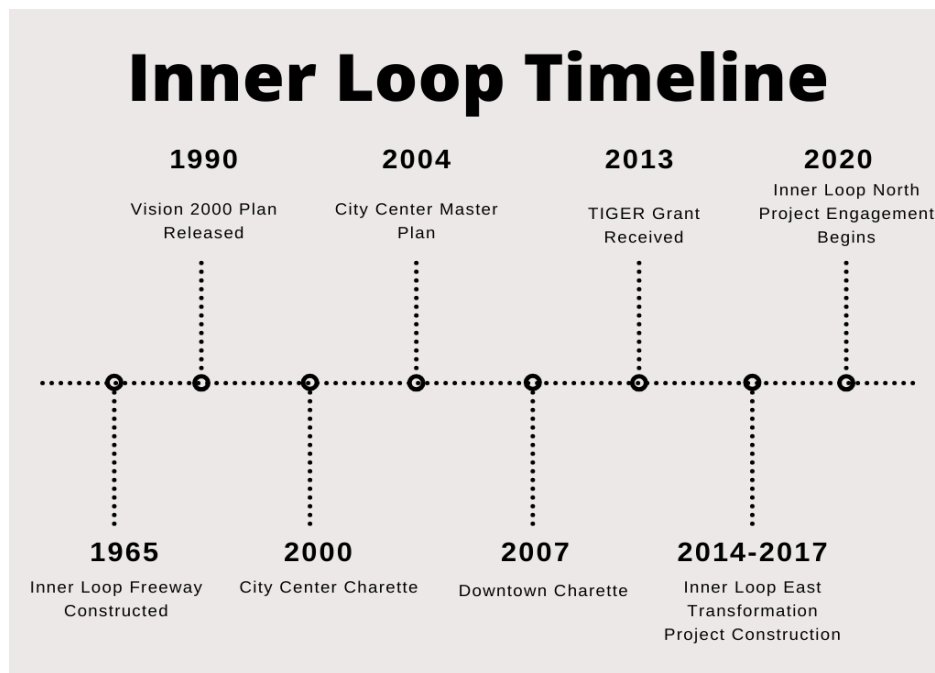 Inner Loop Timeline
1990
Vision 2000 Plan
Released
2004
City Center Master
Plan
2013
TIGER Grant
Received
2020
Inner Loop North
Project Engagement
Begins
1965
Inner Loop Freeway
Constructed
2000
City Center Charette
2007
Downtown Charette
2014-2017
Inner Loop East
Transformation
Project Construction